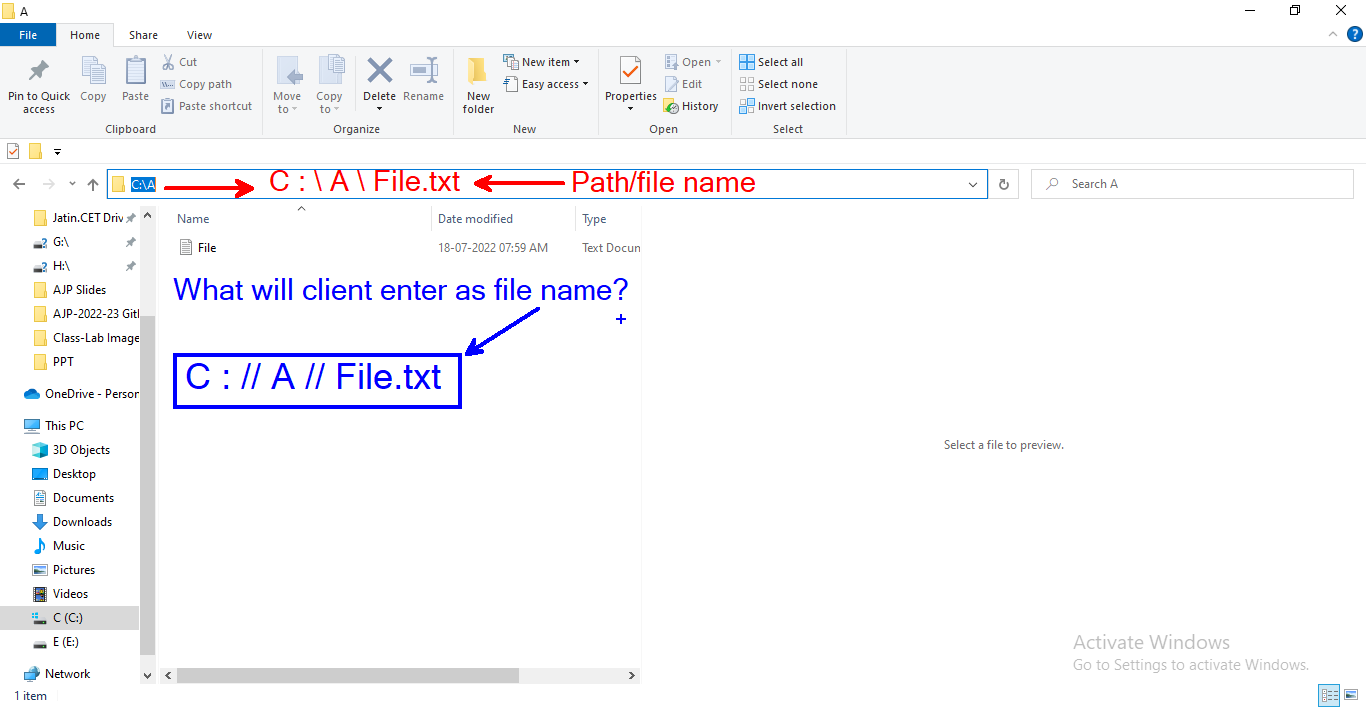 A
File Home Share View
Pin to Quick access
Copy
Paste
Cut
Copy path
Paste shortcut
Clipboard
Move to
Copy to
Delete
Rename
Organize
New folder
New item
Easy access
New
Properties
Open
Edit
History
Open
Select all
Select none
Invert selection
Select
C:\A
C : \ A \ File.txt
Path/file name
Search A
Jatin.CET Driv
G:\
H:\
AJP Slides
AJP-2022-23 Gitl
Class-Lab Image
PPT
OneDrive - Person
This PC
3D Objects
Desktop
Documents
Downloads
Music
Pictures
Videos
C (C:)
E (E:)
Network
Name Date modified Type
File 18-07-2022 07:59 AM Text Docun
What will client enter as file name?
C : // A // File.txt
Select a file to preview.
Activate Windows
Go to Settings to activate Windows.
1 item